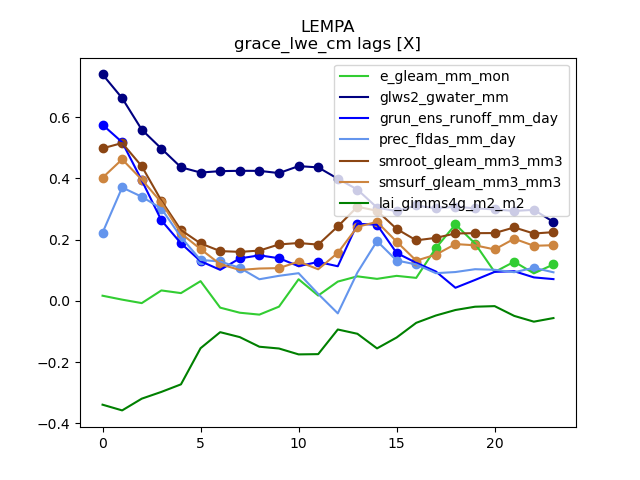 LEMPA
grace_lwe_cm lags [X]
e_gleam_mm_mon
glws2_gwater_mm
grun_ens_runoff_mm_day
prec_fldas_mm_day
smroot_gleam_mm3_mm3
smsurf_gleam_mm3_mm3
lai_gimms4g_m2_m2
0.6
0.4
0.2
0.0
−0.2
−0.4
0 5 10 15 20